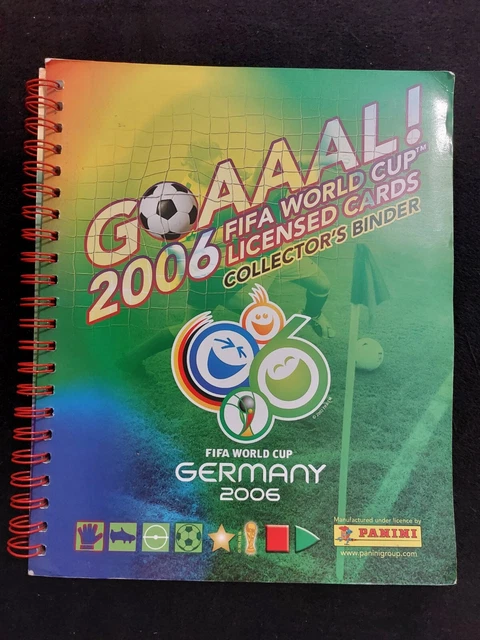 GOAAAL!
2006 FIFA WORLD CUP™
LICENSED CARDS
COLLECTOR'S BINDER
FIFA WORLD CUP
GERMANY
2006
Manufactured under licence by
PANINI
www.paninigroup.com